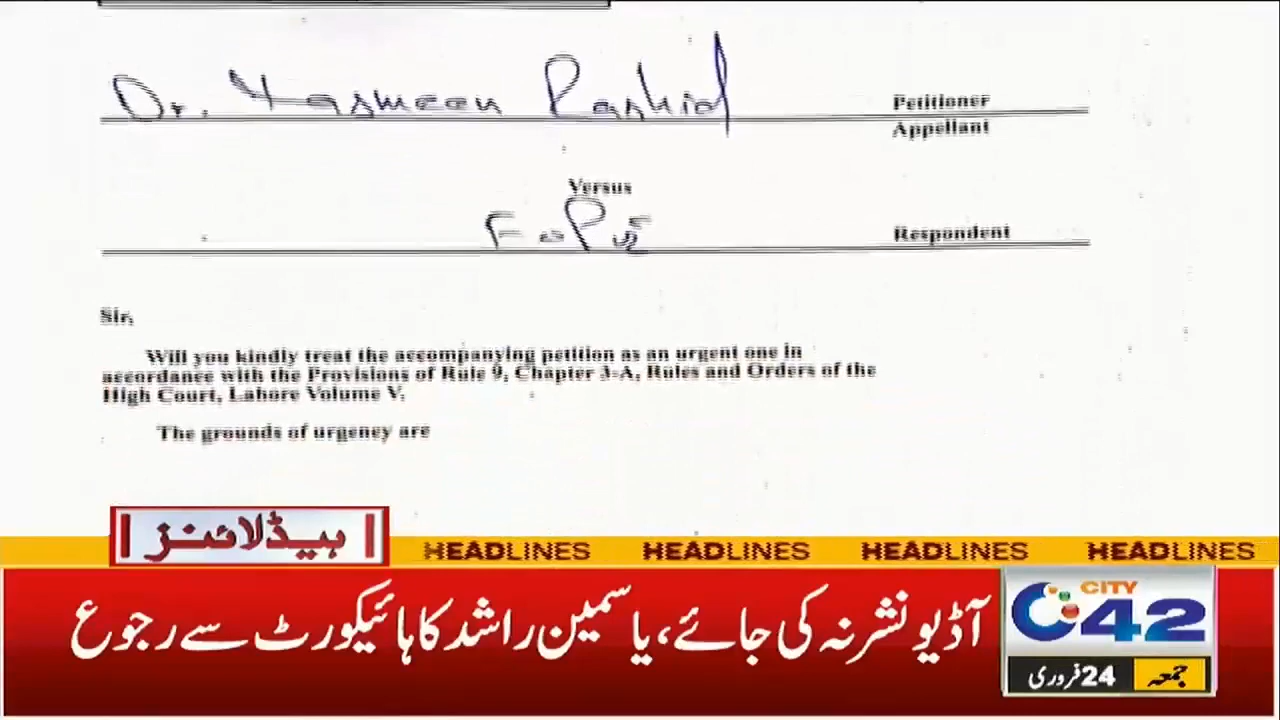 Dr. Yasmeen Rashid
Petitioner
Appellant
Versus
Respondent
Sir,
Will you kindly treat the accompanying petition as an urgent one in
accordance with the Provisions of Rule 9, Chapter 3-A, Rules and Orders of the
High Court, Lahore Volume V.
The grounds of urgency are
ہیڈلائنز
HEADLINES HEADLINES HEADLINES HEADLINES
آڈیو نشر نہ کی جائے، یاسمین راشد کا ہائیکورٹ سے رجوع
CITY
42
جمعہ 24 فروری